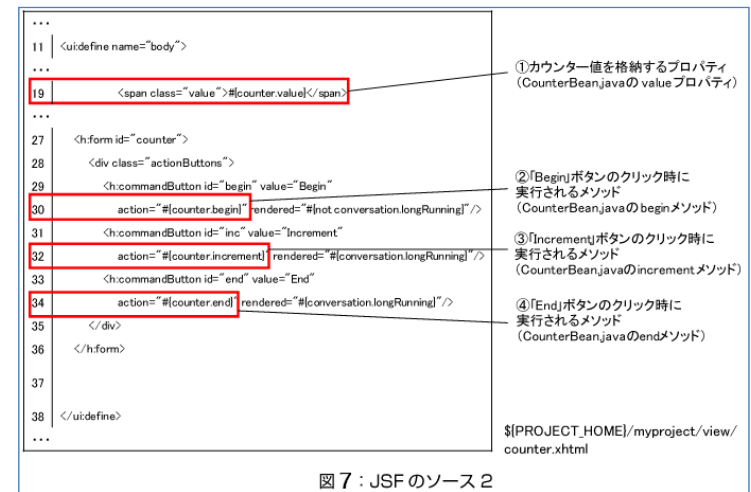 ...
11 <ui:define name="body">
...
19 <span class="value">#{counter.value}</span>
...
27 <h:form id="counter">
28 <div class="actionButtons">
29 <h:commandButton id="begin" value="Begin"
30 action="#{counter.begin}" rendered="#{not conversation.longRunning}"/>
31 <h:commandButton id="inc" value="Increment"
32 action="#{counter.increment}" rendered="#{conversation.longRunning}"/>
33 <h:commandButton id="end" value="End"
34 action="#{counter.end}" rendered="#{conversation.longRunning}"/>
35 </div>
36 </h:form>
37
38 </ui:define>
...
①カウンター値を格納するプロパティ
(CounterBean.javaの valueプロパティ)
②「Begin」ボタンのクリック時に
実行されるメソッド
(CounterBean.javaの beginメソッド)
③「Increment」ボタンのクリック時に
実行されるメソッド
(CounterBean.javaのincrementメソッド)
④「End」ボタンのクリック時に
実行されるメソッド
(CounterBean.javaのendメソッド)
${PROJECT_HOME}/myproject/view/
counter.xhtml
図7：JSFのソース2